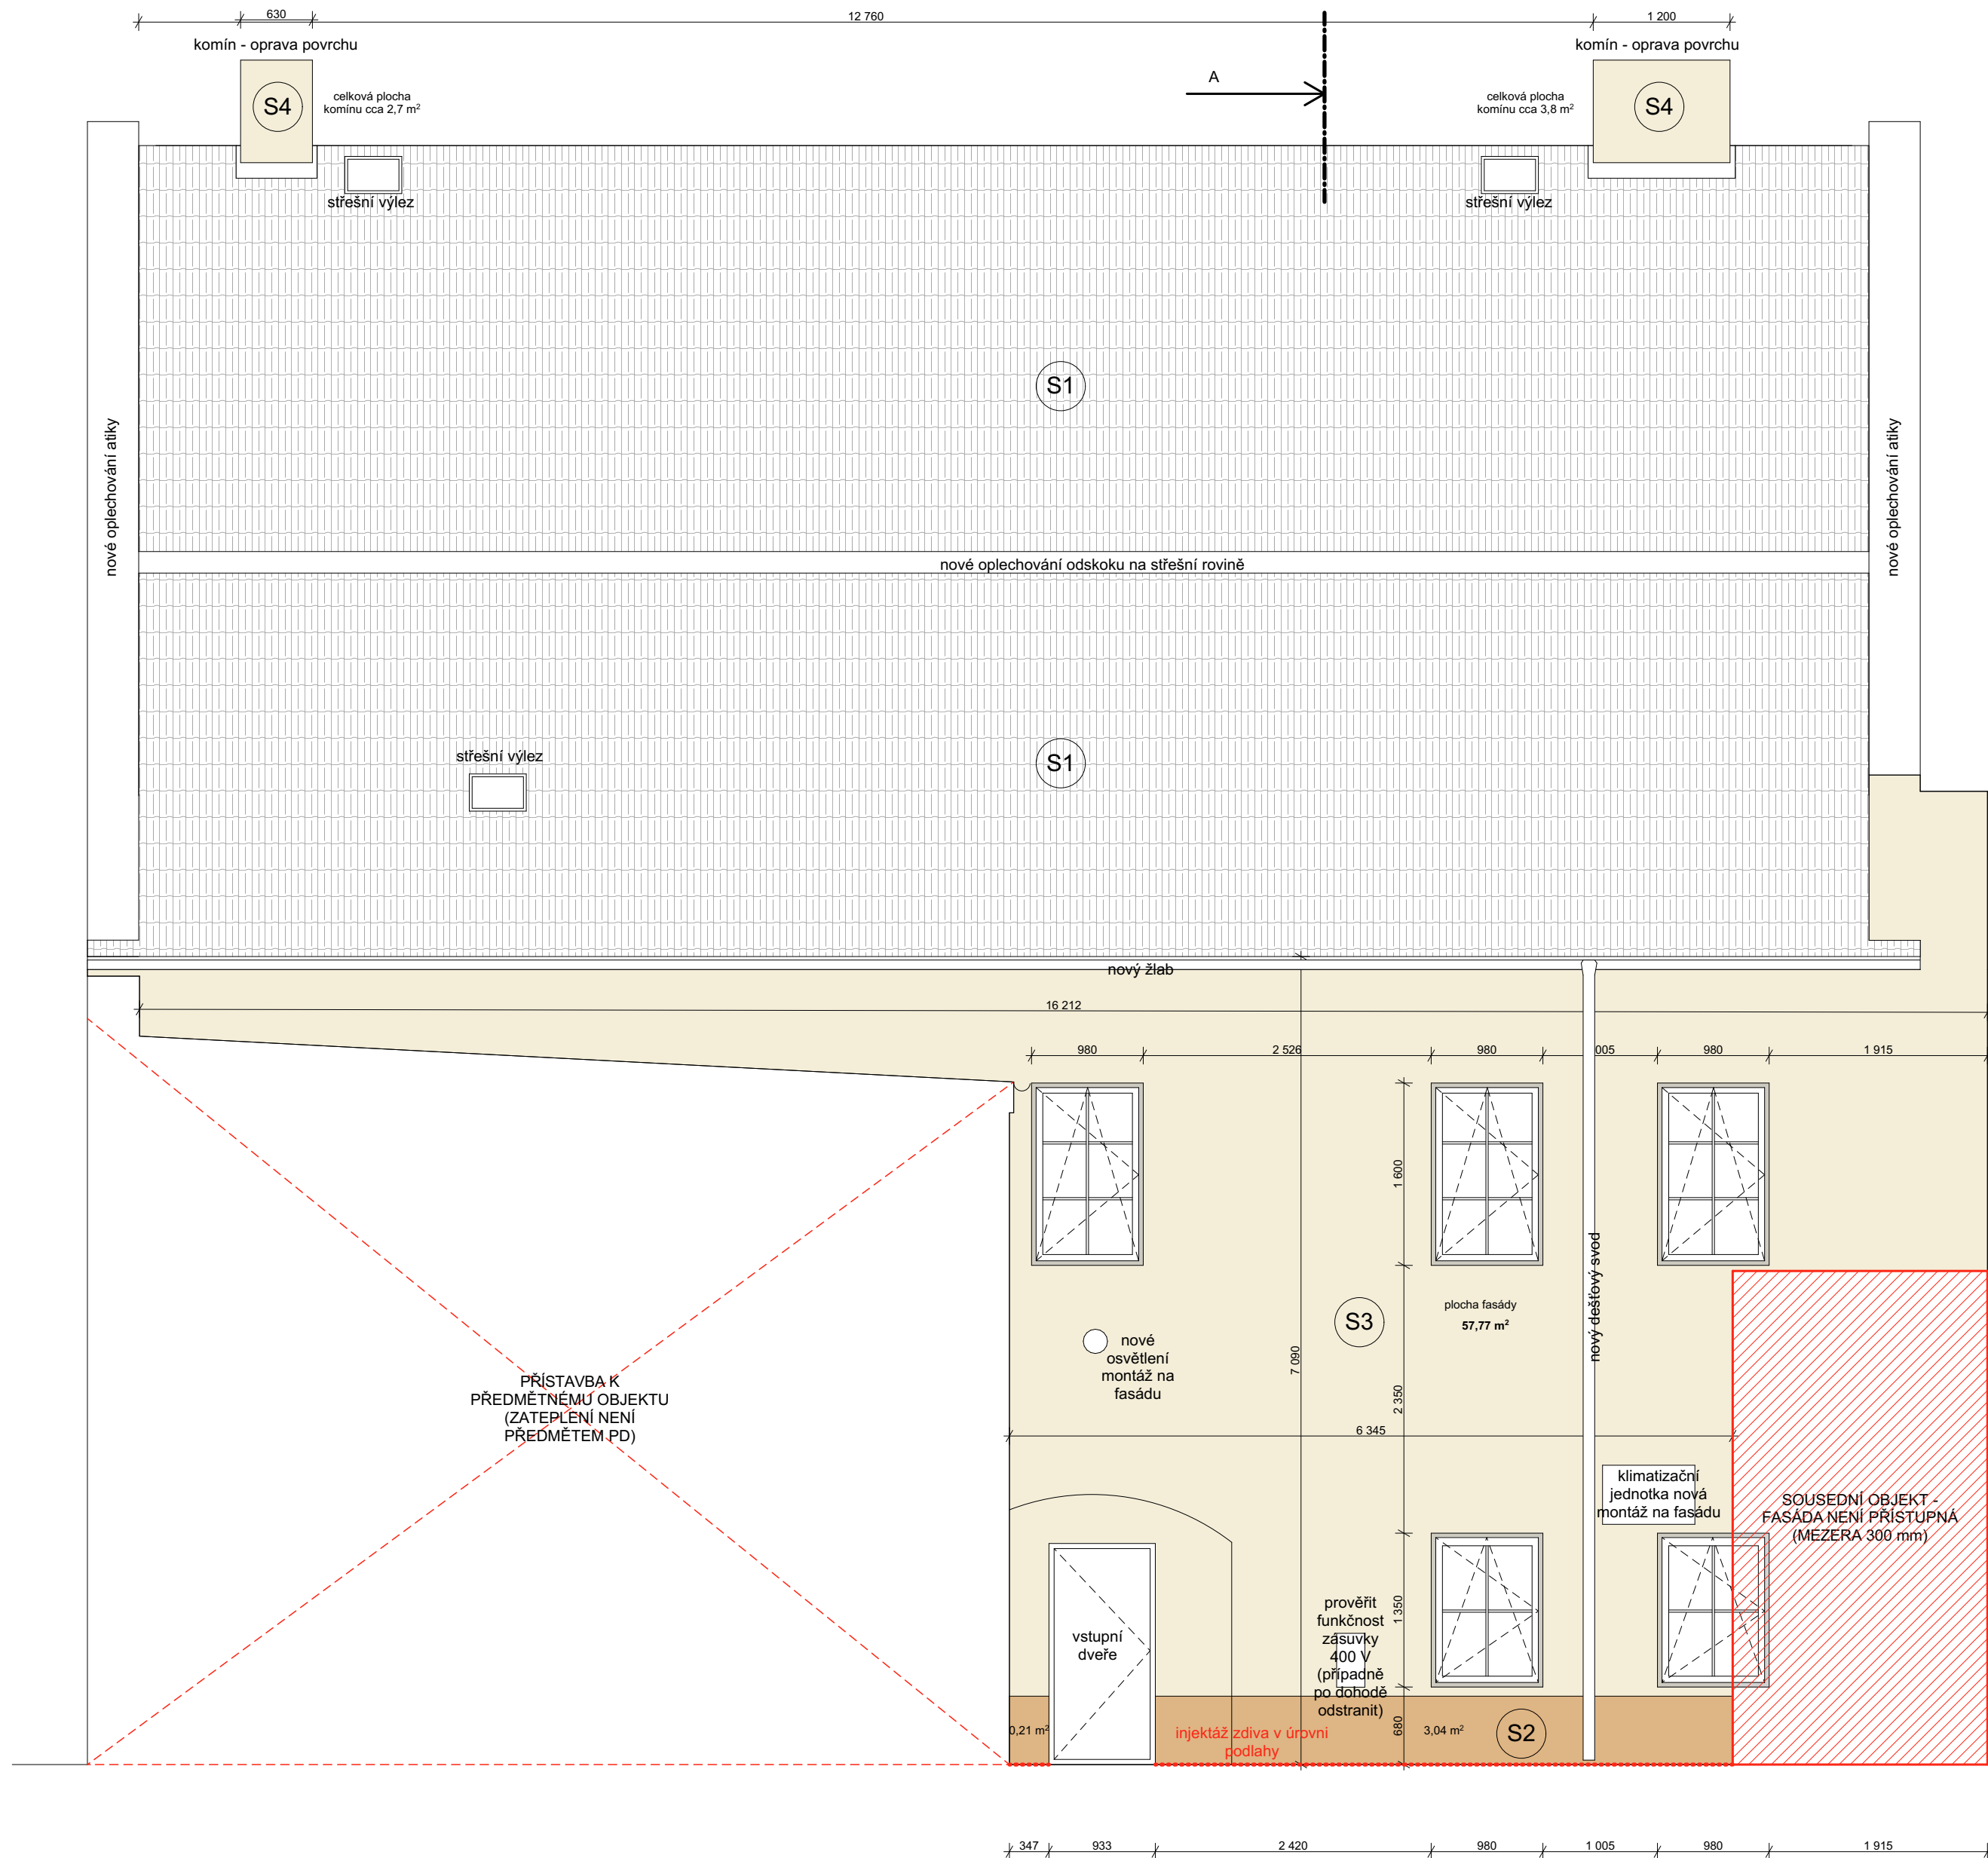 630
12 760
1 200
komín - oprava povrchu
komín - oprava povrchu
A
S4
celková plocha
komínu cca 2,7 m²
celková plocha
komínu cca 3,8 m²
S4
střešní výlez
střešní výlez
S1
nové oplechování atiky
nové oplechování atiky
nové oplechování odskoku na střešní rovině
střešní výlez
S1
nový žlab
16 212
980
2 526
980
005
980
1 915
1 600
nový dešťový svod
S3
plocha fasády
57,77 m²
nové
osvětlení
montáž na
fasádu
7 090
2 350
PŘÍSTAVBA K
PŘEDMĚTNÉMU OBJEKTU
(ZATEPLENÍ NENÍ
PŘEDMĚTEM PD)
6 345
klimatizační
jednotka nová
montáž na fasádu
SOUSEDNÍ OBJEKT -
FASÁDA NENÍ PŘÍSTUPNÁ
(MEZERA 300 mm)
vstupní
dveře
prověřit
funkčnost
zásuvky
400 V
(případně
po dohodě
odstranit)
1 350
0,21 m²
injektáž zdiva v úrovni
podlahy
680
3,04 m²
S2
347
933
2 420
980
1 005
980
1 915